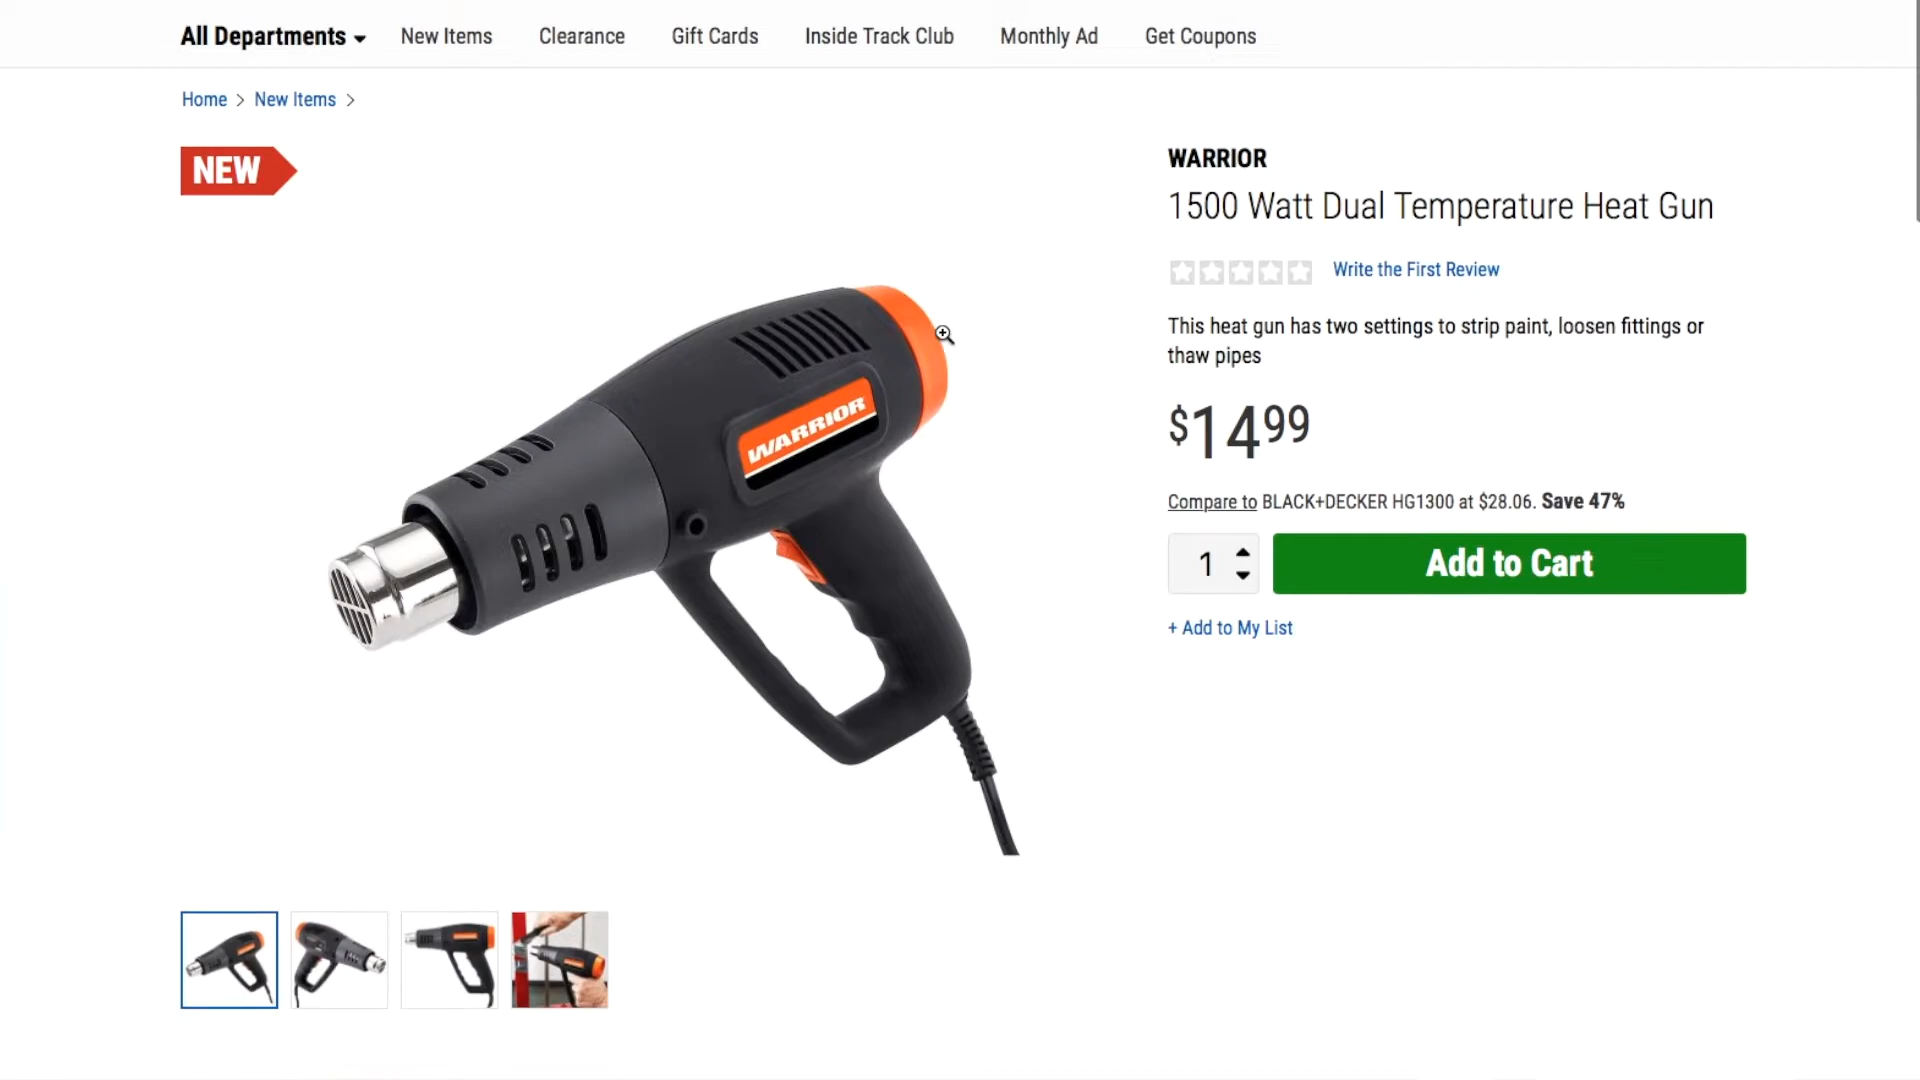 All Departments New Items Clearance Gift Cards Inside Track Club Monthly Ad Get Coupons
Home > New Items >
NEW
WARRIOR
WARRIOR
1500 Watt Dual Temperature Heat Gun
Write the First Review
This heat gun has two settings to strip paint, loosen fittings or
thaw pipes
$14 99
Compare to BLACK+DECKER HG1300 at $28.06. Save 47%
1 Add to Cart
+ Add to My List